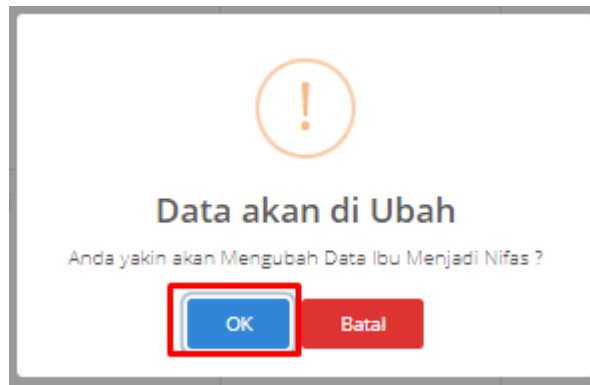 !
Data akan di Ubah
Anda yakin akan Mengubah Data Ibu Menjadi Nifas ?
OK Batal